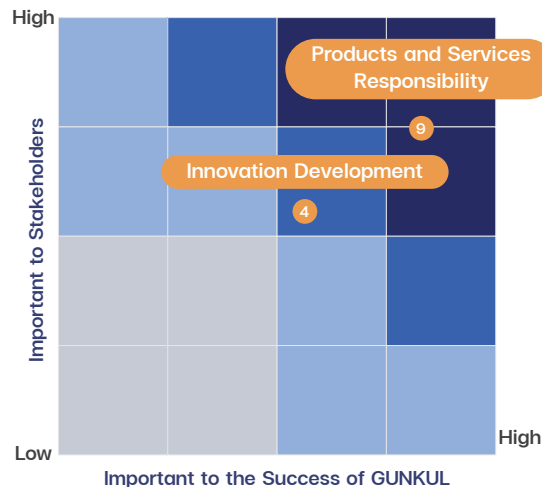 High
Products and Services
Responsibility
9
Innovation Development
4
Important to Stakeholders
High
Low
Important to the Success of GUNKUL